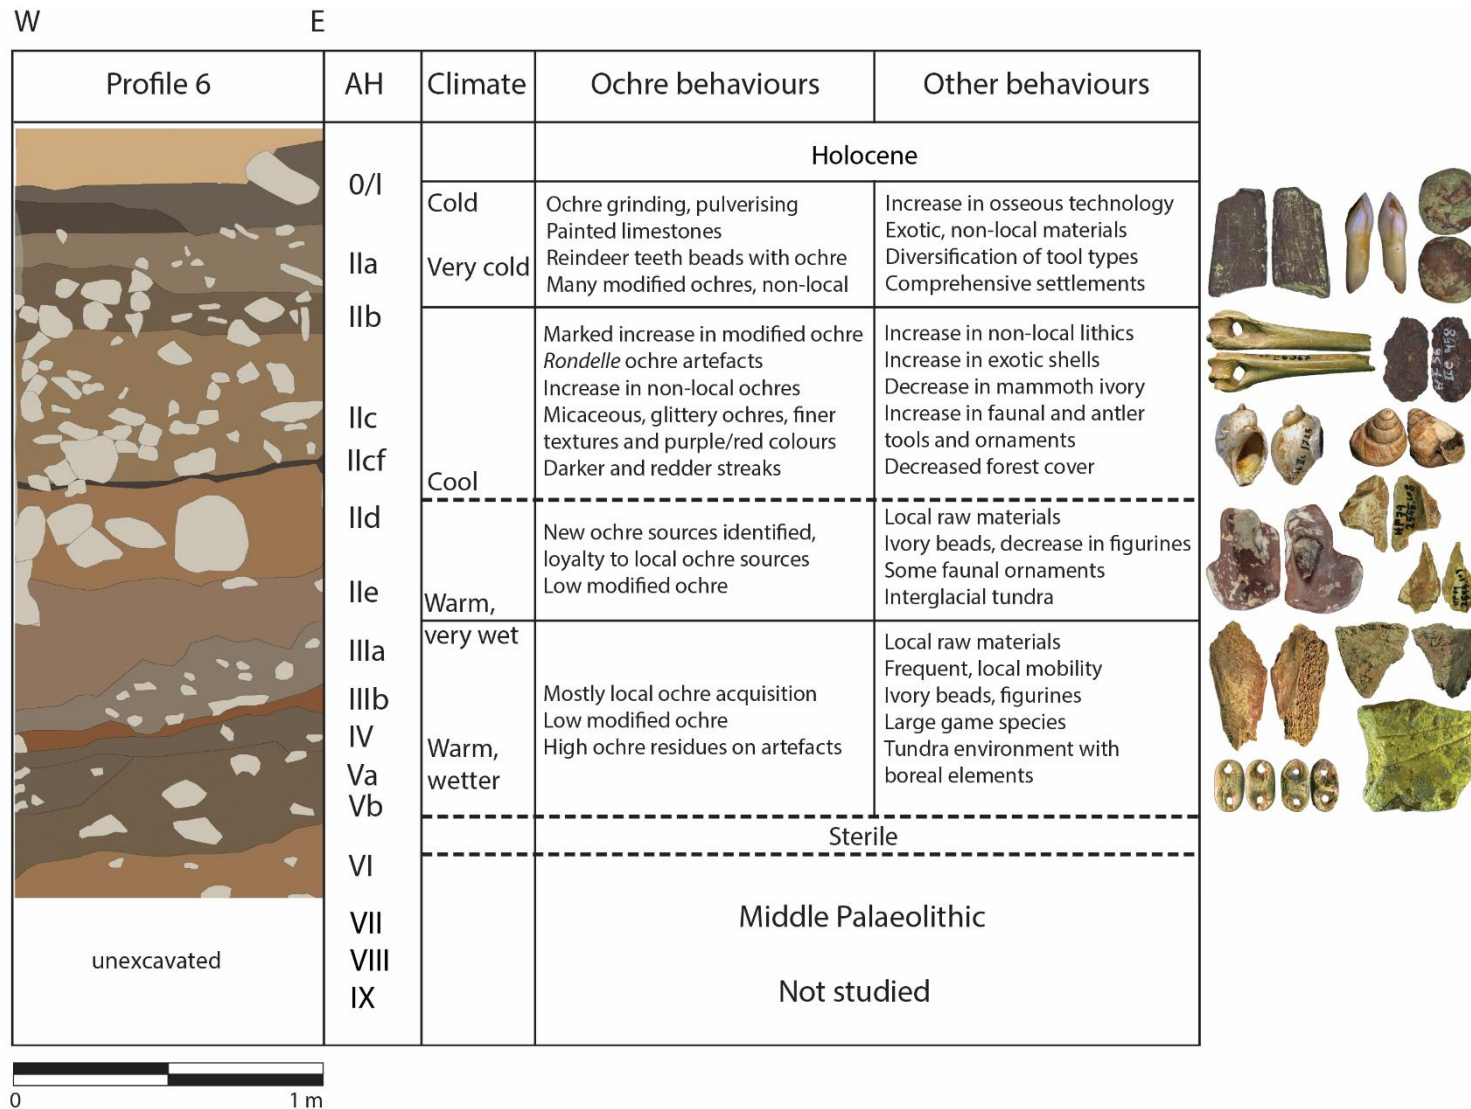 W E
Profile 6
AH
Climate
Ochre behaviours
Other behaviours
Holocene
0/I
IIa
IIb
IIc
IIcf
IId
IIe
IIIa
IIIb
IV
Va
Vb
VI
VII
VIII
IX
unexcavated
Cold
Very cold
Ochre grinding, pulverising
Painted limestones
Reindeer teeth beads with ochre
Many modified ochres, non-local
Increase in osseous technology
Exotic, non-local materials
Diversification of tool types
Comprehensive settlements
Cool
Marked increase in modified ochre
Rondelle ochre artefacts
Increase in non-local ochres
Micaceous, glittery ochres, finer
textures and purple/red colours
Darker and redder streaks
Increase in non-local lithics
Increase in exotic shells
Decrease in mammoth ivory
Increase in faunal and antler
tools and ornaments
Decreased forest cover
Warm,
very wet
New ochre sources identified,
loyalty to local ochre sources
Low modified ochre
Local raw materials
Ivory beads, decrease in figurines
Some faunal ornaments
Interglacial tundra
Warm,
wetter
Mostly local ochre acquisition
Low modified ochre
High ochre residues on artefacts
Local raw materials
Frequent, local mobility
Ivory beads, figurines
Large game species
Tundra environment with
boreal elements
Sterile
Middle Palaeolithic
Not studied
0 1 m